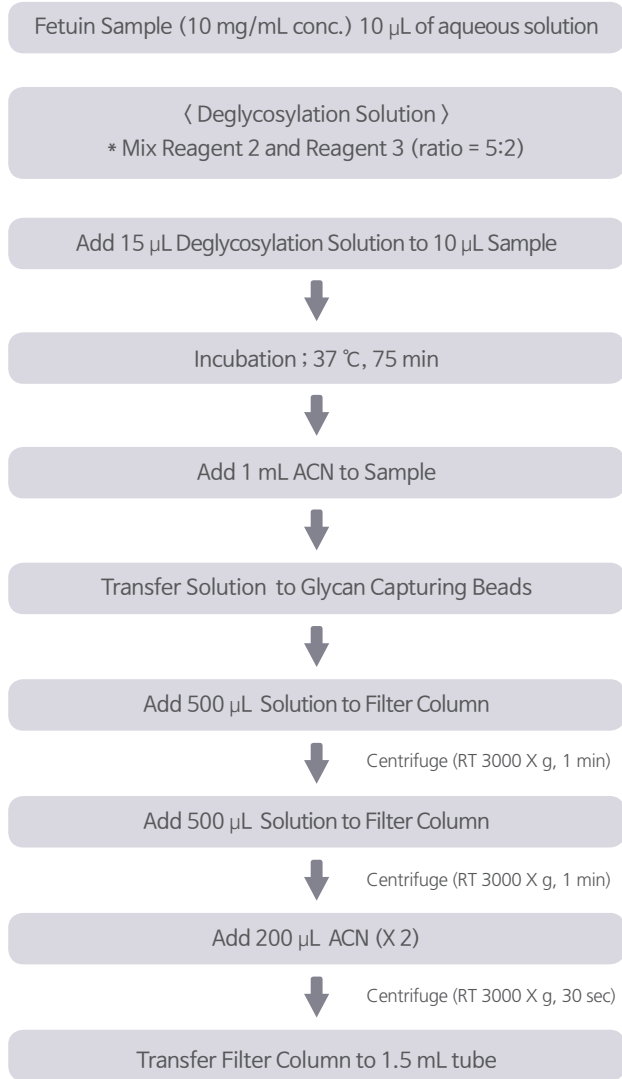 Fetuin Sample (10 mg/mL conc.) 10 μL of aqueous solution
〈 Deglycosylation Solution 〉
* Mix Reagent 2 and Reagent 3 (ratio = 5:2)
Add 15 μL Deglycosylation Solution to 10 μL Sample
Incubation ; 37 ℃, 75 min
Add 1 mL ACN to Sample
Transfer Solution to Glycan Capturing Beads
Add 500 μL Solution to Filter Column
Centrifuge (RT 3000 X g, 1 min)
Add 500 μL Solution to Filter Column
Centrifuge (RT 3000 X g, 1 min)
Add 200 μL ACN (X 2)
Centrifuge (RT 3000 X g, 30 sec)
Transfer Filter Column to 1.5 mL tube